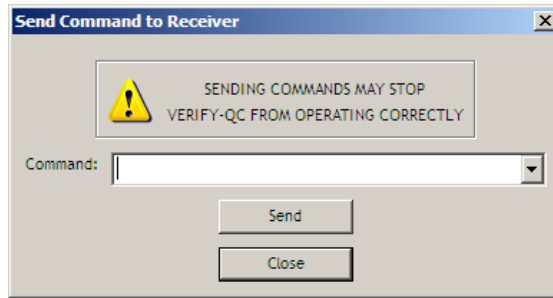 Send Command to Receiver
SENDING COMMANDS MAY STOP
VERIFY-QC FROM OPERATING CORRECTLY
Command:
Send
Close